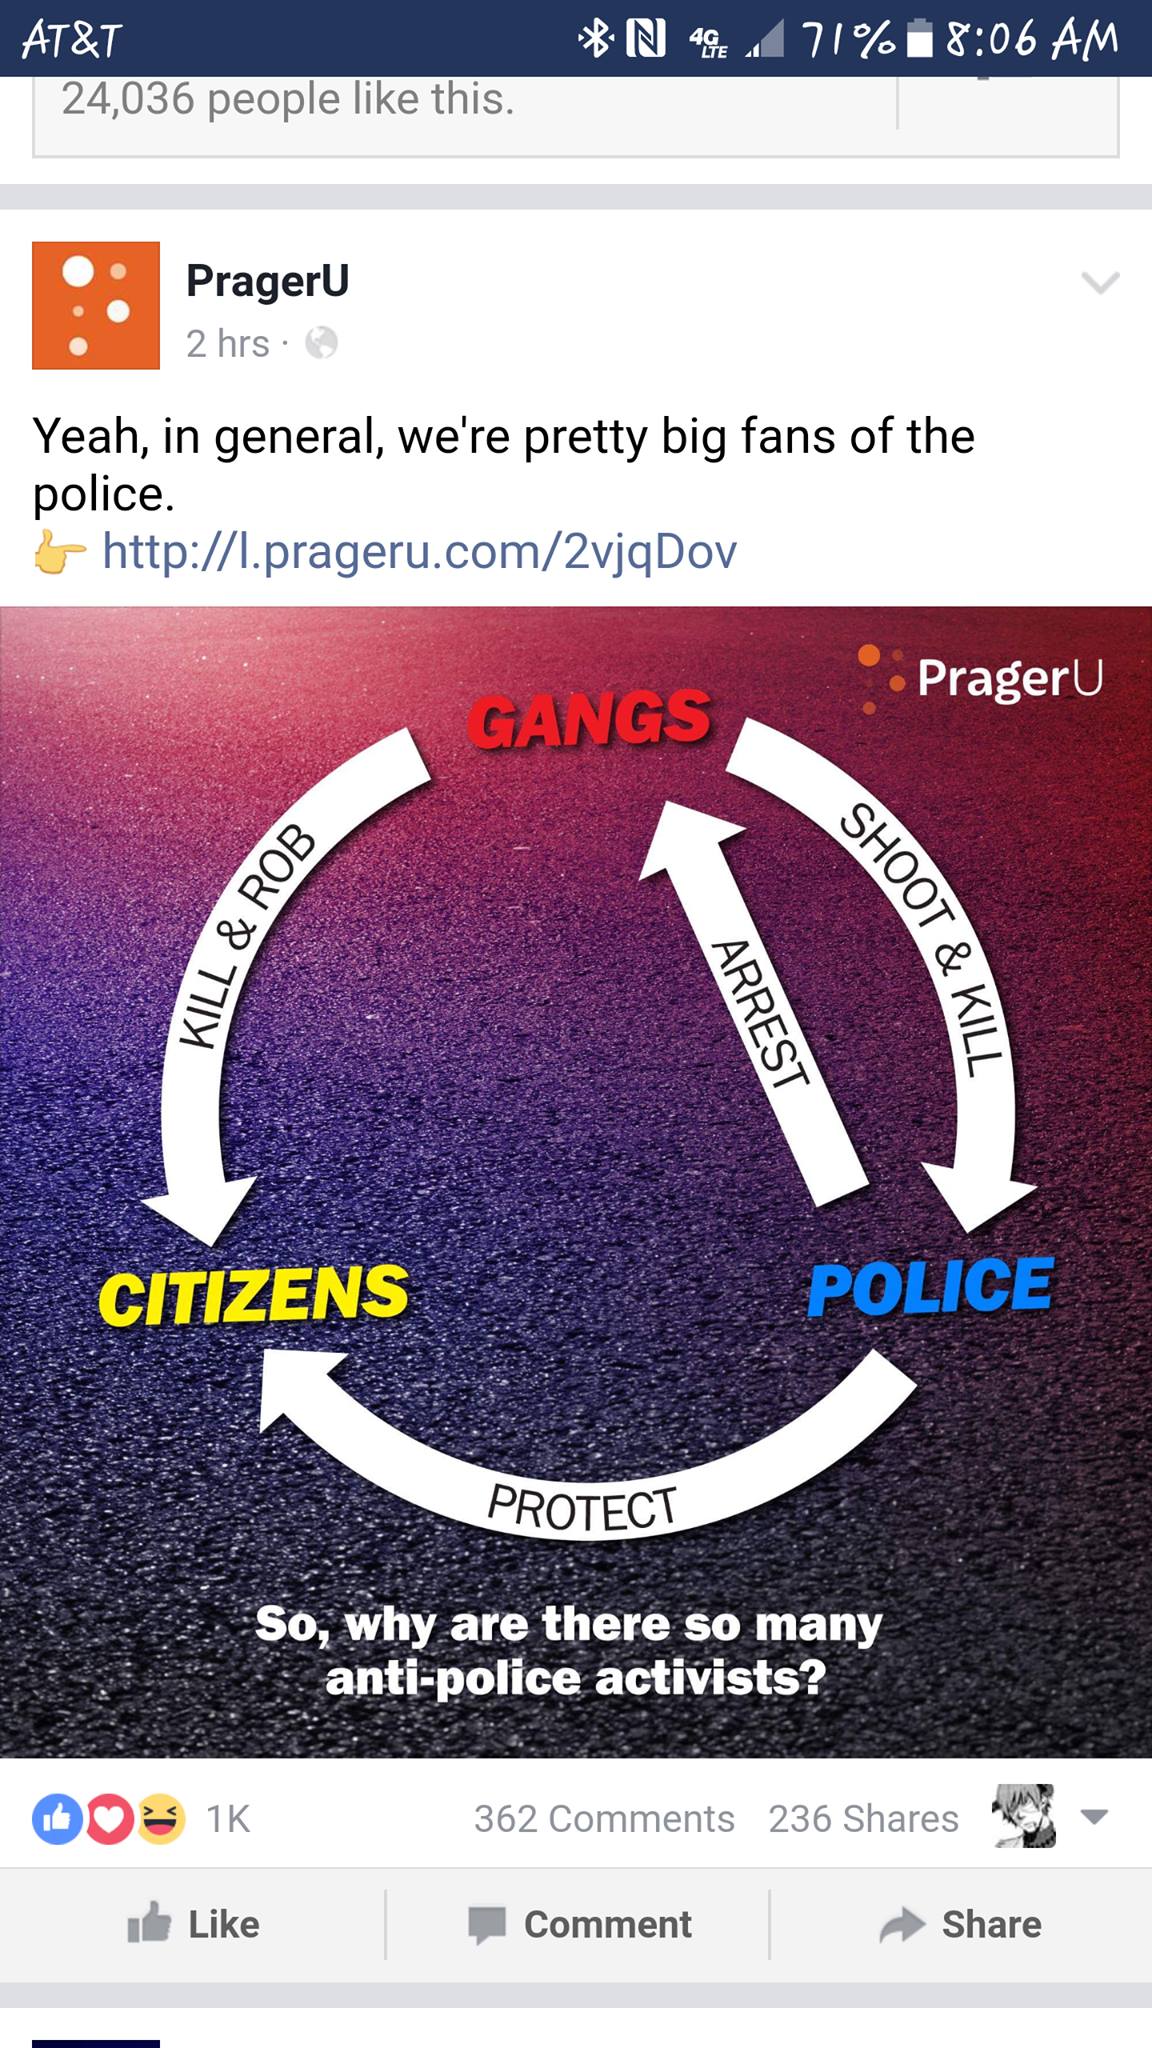 AT&T 4G LTE 71% 8:06 AM
24,036 people like this.
PragerU
2 hrs ·
Yeah, in general, we're pretty big fans of the
police.
👉 http://l.prageru.com/2vjqDov
PragerU
GANGS
KILL & ROB
SHOOT & KILL
ARREST
CITIZENS
POLICE
PROTECT
So, why are there so many
anti-police activists?
1K 362 Comments 236 Shares
Like Comment Share